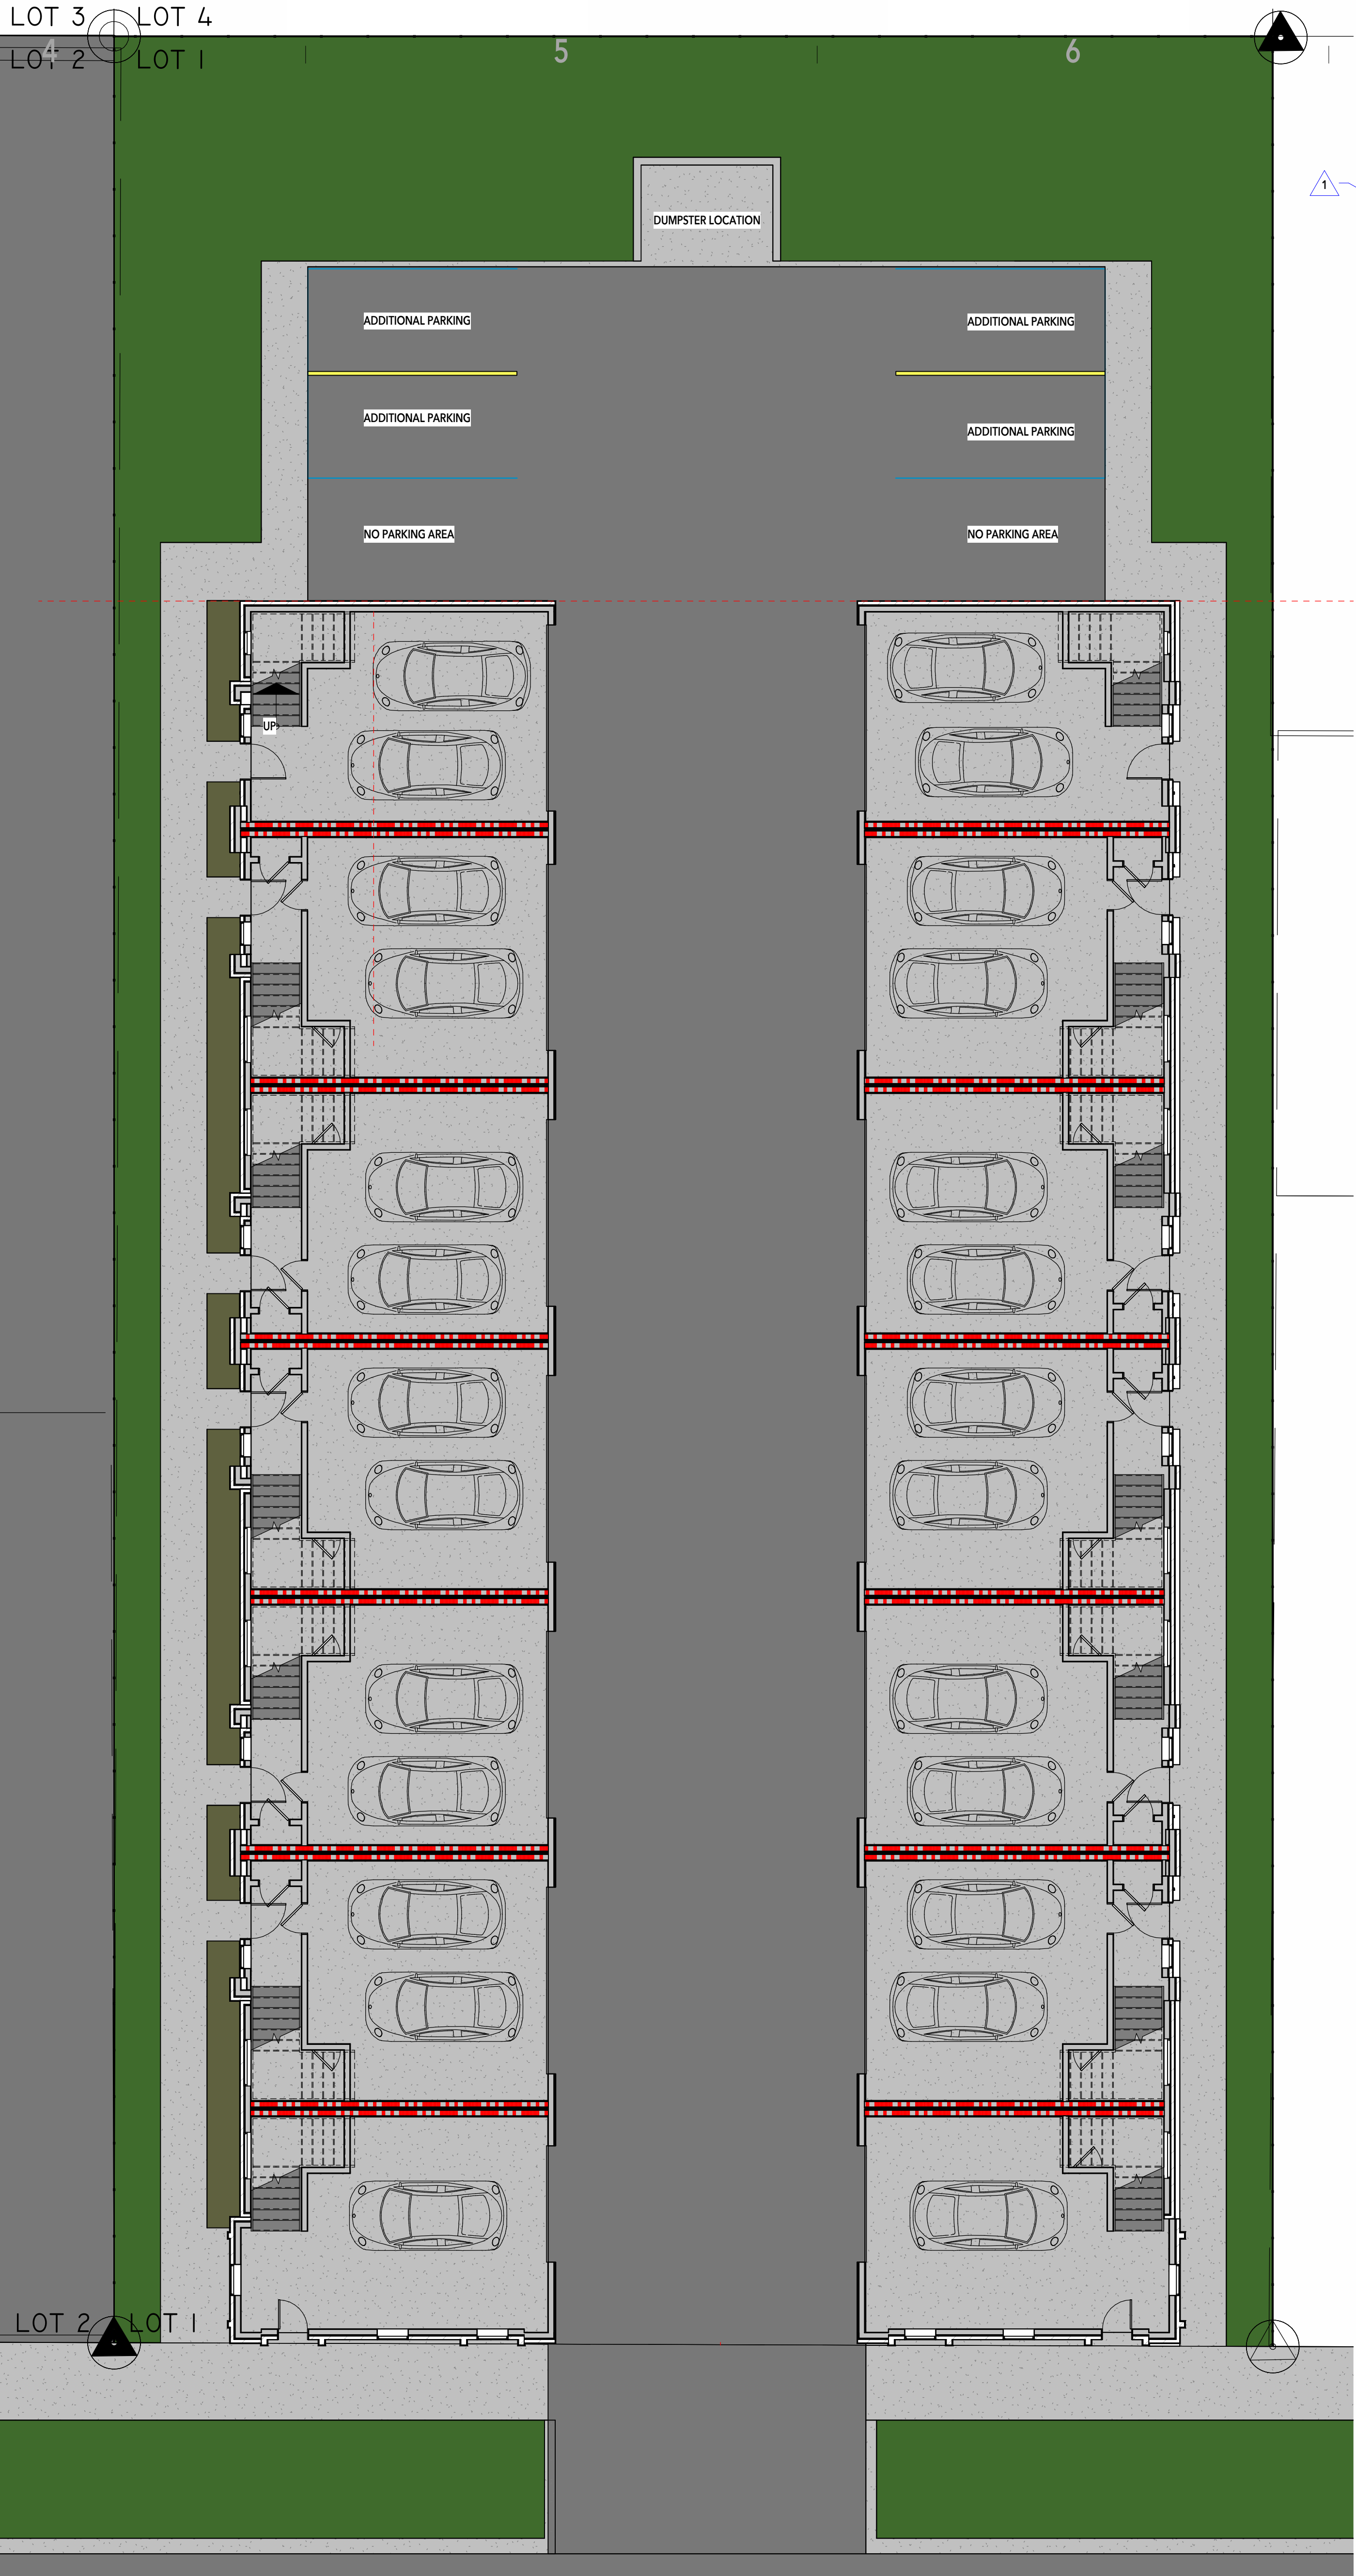 LOT 3 LOT 4
4 5 6
LOT 2 LOT 1
1
DUMPSTER LOCATION
ADDITIONAL PARKING ADDITIONAL PARKING
ADDITIONAL PARKING ADDITIONAL PARKING
NO PARKING AREA NO PARKING AREA
UP
LOT 2 LOT 1